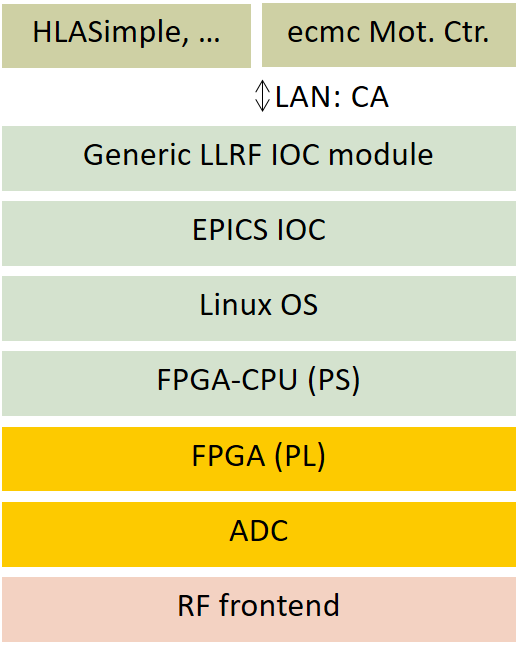 HLASimple, ...
ecmc Mot. Ctr.
LAN: CA
Generic LLRF IOC module
EPICS IOC
Linux OS
FPGA-CPU (PS)
FPGA (PL)
ADC
RF frontend